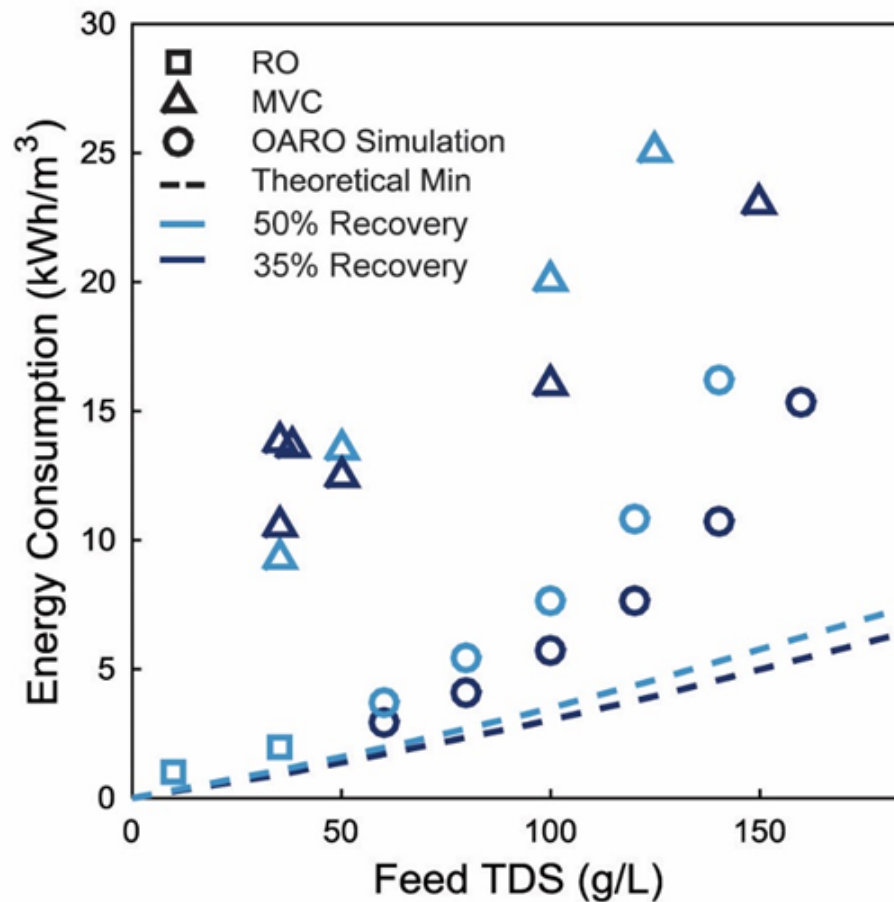 30
25
20
15
10
5
0
Energy Consumption (kWh/m³)
RO
MVC
OARO Simulation
Theoretical Min
50% Recovery
35% Recovery
0 50 100 150
Feed TDS (g/L)